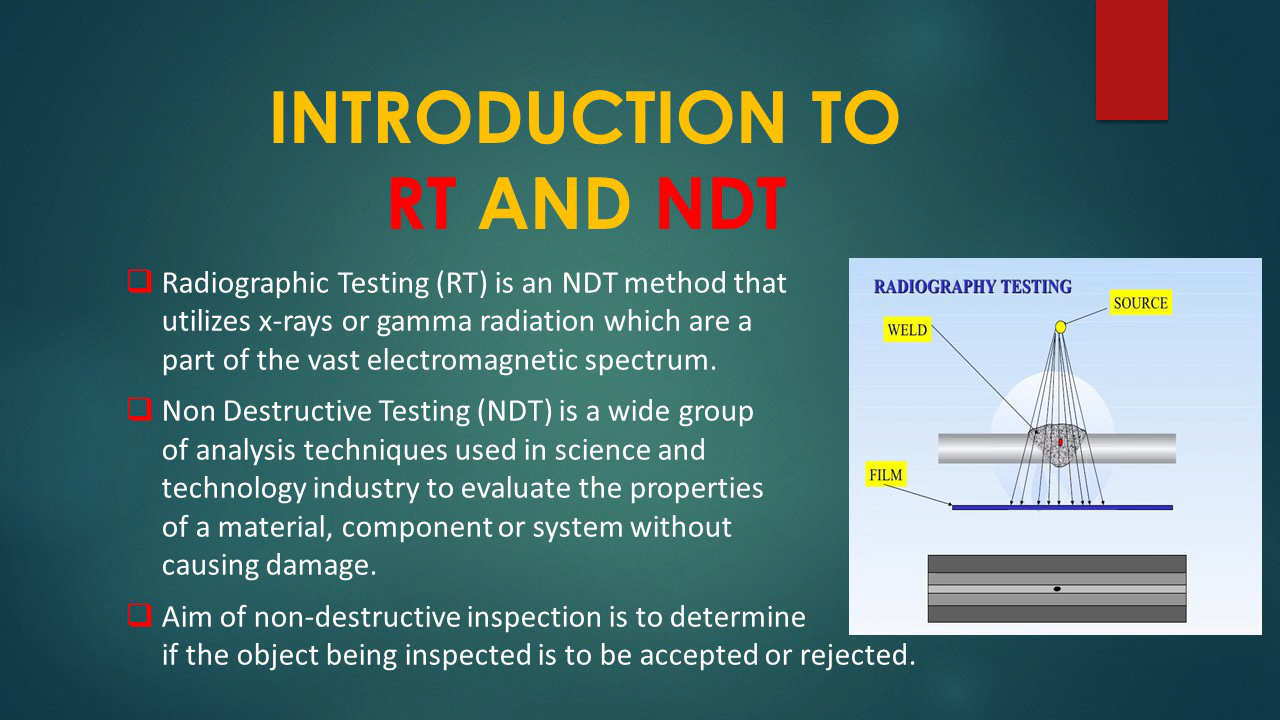 INTRODUCTION TO
RT AND NDT
Radiographic Testing (RT) is an NDT method that
utilizes x-rays or gamma radiation which are a
part of the vast electromagnetic spectrum.
Non Destructive Testing (NDT) is a wide group
of analysis techniques used in science and
technology industry to evaluate the properties
of a material, component or system without
causing damage.
Aim of non-destructive inspection is to determine
if the object being inspected is to be accepted or rejected.
RADIOGRAPHY TESTING
SOURCE
WELD
FILM